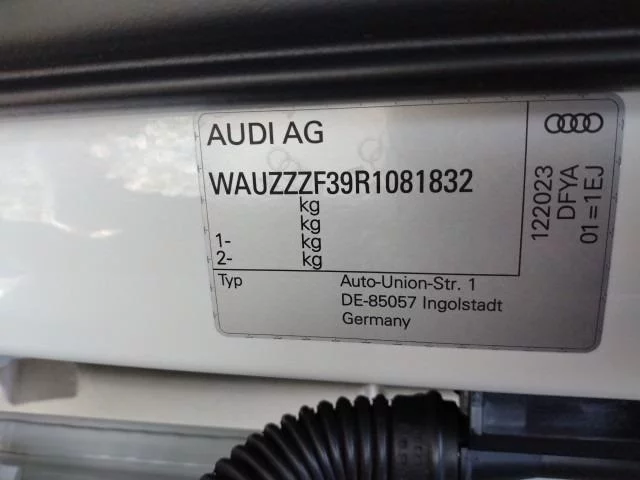 AUDI AG
WAUZZZF39R1081832
kg
kg
1- kg
2- kg
Typ
Auto-Union-Str. 1
DE-85057 Ingolstadt
Germany
122023
DFYA
01=1EJ